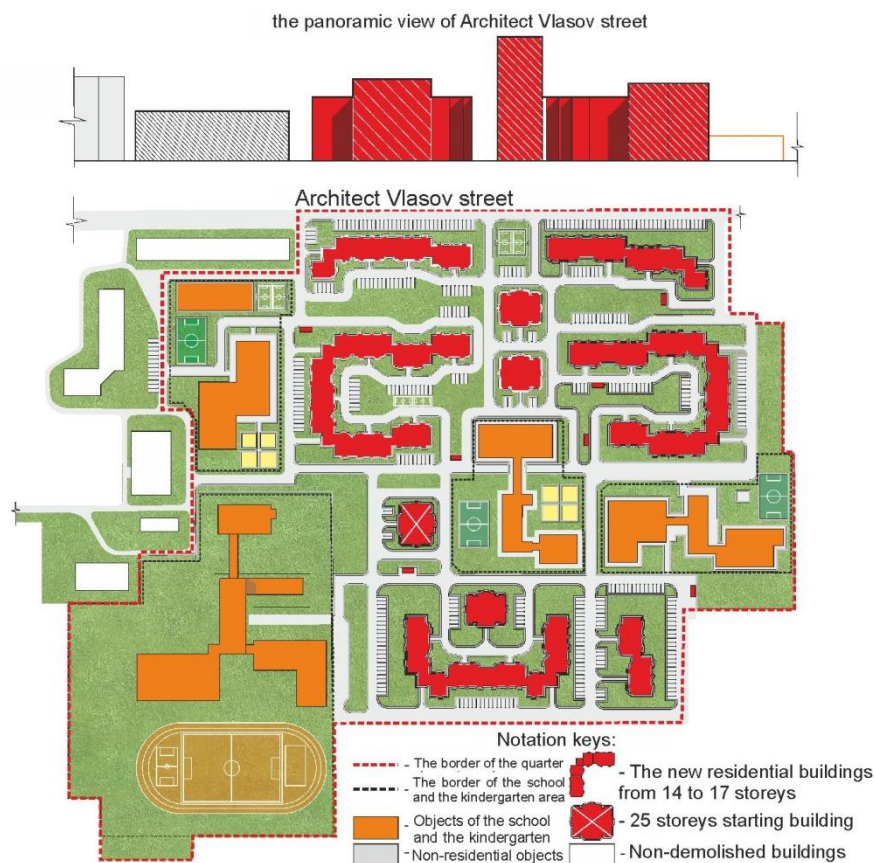 the panoramic view of Architect Vlasov street
Architect Vlasov street
Notation keys:
- The border of the quarter
- The border of the school
and the kindergarten area
- Objects of the school
and the kindergarten
- Non-residential objects
- The new residential buildings
from 14 to 17 storeys
- 25 storeys starting building
- Non-demolished buildings